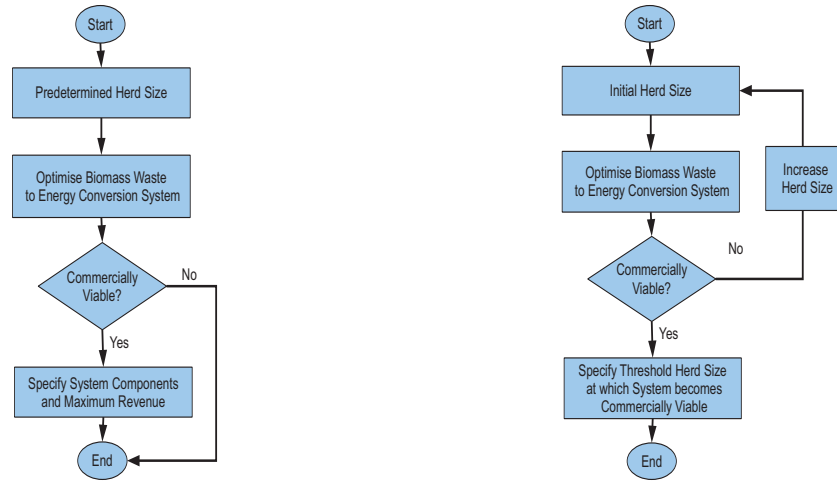 Start
Predetermined Herd Size
Optimise Biomass Waste
to Energy Conversion System
Commercially
Viable?
No
Yes
Specify System Components
and Maximum Revenue
End
Start
Initial Herd Size
Optimise Biomass Waste
to Energy Conversion System
Increase
Herd Size
No
Commercially
Viable?
Yes
Specify Threshold Herd Size
at which System becomes
Commercially Viable
End